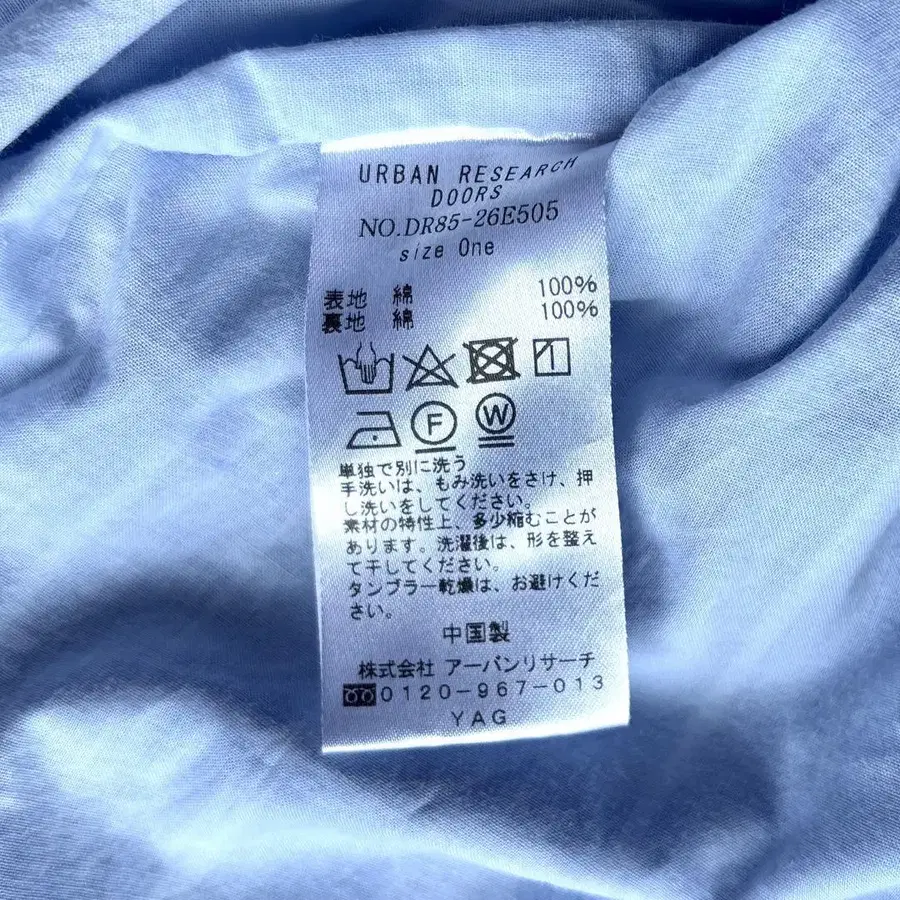 URBAN RESEARCH
DOORS
NO.DR85-26E505
size One
表地 綿 100%
裏地 綿 100%
F W
単独で別に洗う
手洗いは、もみ洗いをさけ、押
し洗いをしてください。
素材の特性上、多少縮むことが
あります。洗濯後は、形を整え
て干してください。
タンブラー乾燥は、お避けくだ
さい。
中国製
株式会社 アーバンリサーチ
0120-967-013
YAG